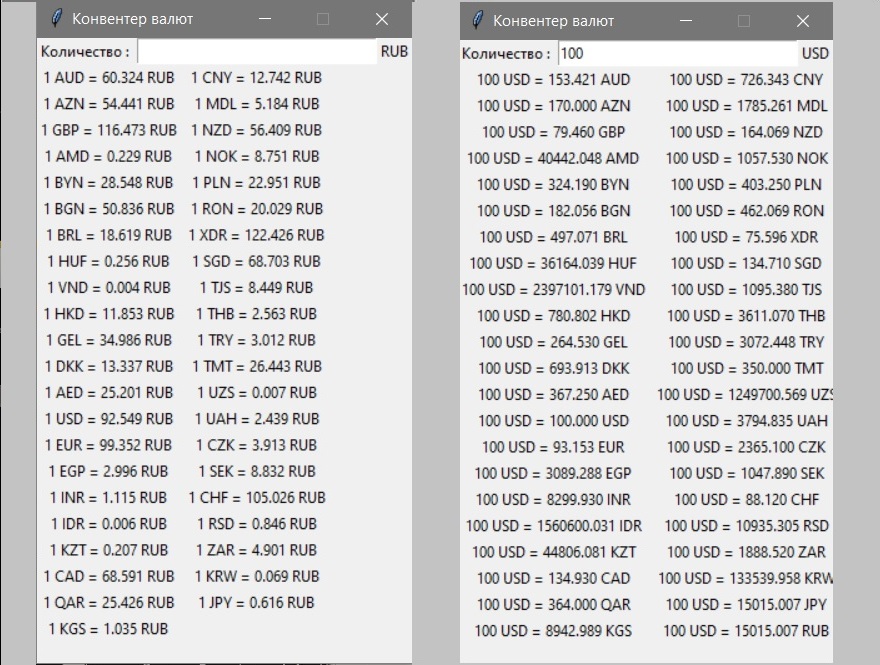 Конвентер валют
Количество : RUB
1 AUD = 60.324 RUB 1 CNY = 12.742 RUB
1 AZN = 54.441 RUB 1 MDL = 5.184 RUB
1 GBP = 116.473 RUB 1 NZD = 56.409 RUB
1 AMD = 0.229 RUB 1 NOK = 8.751 RUB
1 BYN = 28.548 RUB 1 PLN = 22.951 RUB
1 BGN = 50.836 RUB 1 RON = 20.029 RUB
1 BRL = 18.619 RUB 1 XDR = 122.426 RUB
1 HUF = 0.256 RUB 1 SGD = 68.703 RUB
1 VND = 0.004 RUB 1 TJS = 8.449 RUB
1 HKD = 11.853 RUB 1 THB = 2.563 RUB
1 GEL = 34.986 RUB 1 TRY = 3.012 RUB
1 DKK = 13.337 RUB 1 TMT = 26.443 RUB
1 AED = 25.201 RUB 1 UZS = 0.007 RUB
1 USD = 92.549 RUB 1 UAH = 2.439 RUB
1 EUR = 99.352 RUB 1 CZK = 3.913 RUB
1 EGP = 2.996 RUB 1 SEK = 8.832 RUB
1 INR = 1.115 RUB 1 CHF = 105.026 RUB
1 IDR = 0.006 RUB 1 RSD = 0.846 RUB
1 KZT = 0.207 RUB 1 ZAR = 4.901 RUB
1 CAD = 68.591 RUB 1 KRW = 0.069 RUB
1 QAR = 25.426 RUB 1 JPY = 0.616 RUB
1 KGS = 1.035 RUB
Конвентер валют
Количество : 100 USD
100 USD = 153.421 AUD 100 USD = 726.343 CNY
100 USD = 170.000 AZN 100 USD = 1785.261 MDL
100 USD = 79.460 GBP 100 USD = 164.069 NZD
100 USD = 40442.048 AMD 100 USD = 1057.530 NOK
100 USD = 324.190 BYN 100 USD = 403.250 PLN
100 USD = 182.056 BGN 100 USD = 462.069 RON
100 USD = 497.071 BRL 100 USD = 75.596 XDR
100 USD = 36164.039 HUF 100 USD = 134.710 SGD
100 USD = 2397101.179 VND 100 USD = 1095.380 TJS
100 USD = 780.802 HKD 100 USD = 3611.070 THB
100 USD = 264.530 GEL 100 USD = 3072.448 TRY
100 USD = 693.913 DKK 100 USD = 350.000 TMT
100 USD = 367.250 AED 100 USD = 1249700.569 UZS
100 USD = 100.000 USD 100 USD = 3794.835 UAH
100 USD = 93.153 EUR 100 USD = 2365.100 CZK
100 USD = 3089.288 EGP 100 USD = 1047.890 SEK
100 USD = 8299.930 INR 100 USD = 88.120 CHF
100 USD = 1560600.031 IDR 100 USD = 10935.305 RSD
100 USD = 44806.081 KZT 100 USD = 1888.520 ZAR
100 USD = 134.930 CAD 100 USD = 133539.958 KRW
100 USD = 364.000 QAR 100 USD = 15015.007 JPY
100 USD = 8942.989 KGS 100 USD = 15015.007 RUB